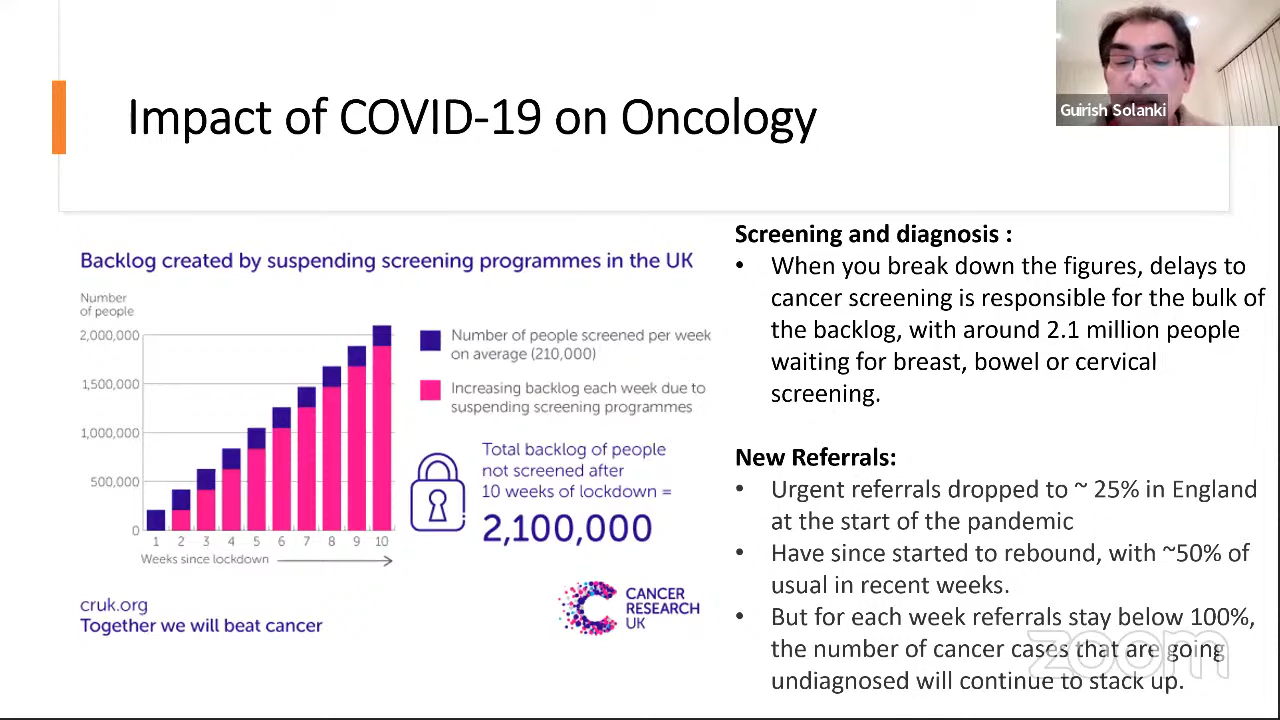 Guirish Solanki
Impact of COVID-19 on Oncology
Backlog created by suspending screening programmes in the UK
Number
of people
2,000,000
1,500,000
1,000,000
500,000
0
1 2 3 4 5 6 7 8 9 10
Weeks since lockdown
Number of people screened per week
on average (210,000)
Increasing backlog each week due to
suspending screening programmes
Total backlog of people
not screened after
10 weeks of lockdown =
2,100,000
cruk.org
Together we will beat cancer
CANCER
RESEARCH
UK
Screening and diagnosis :
• When you break down the figures, delays to
cancer screening is responsible for the bulk of
the backlog, with around 2.1 million people
waiting for breast, bowel or cervical
screening.
New Referrals:
• Urgent referrals dropped to ~ 25% in England
at the start of the pandemic
• Have since started to rebound, with ~50% of
usual in recent weeks.
• But for each week referrals stay below 100%,
the number of cancer cases that are going
undiagnosed will continue to stack up.
zoom